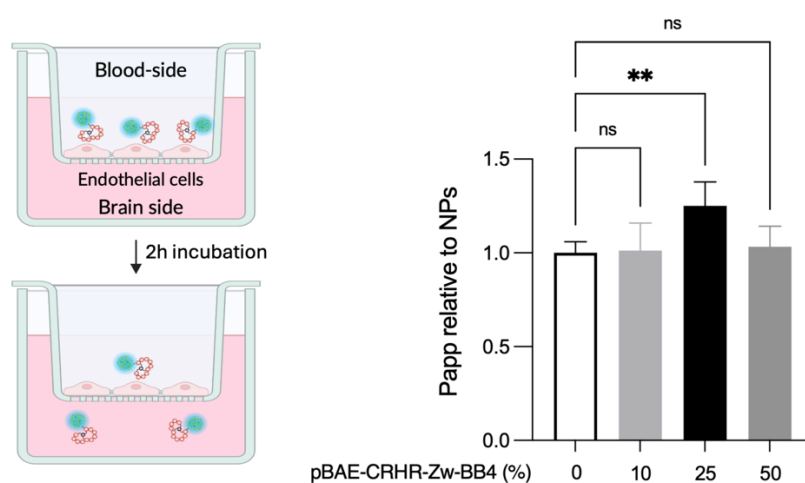 Blood-side
Endothelial cells
Brain side
2h incubation
ns
**
ns
Papp relative to NPs
1.5
1.0
0.5
0.0
pBAE-CRHR-Zw-BB4 (%) 0 10 25 50